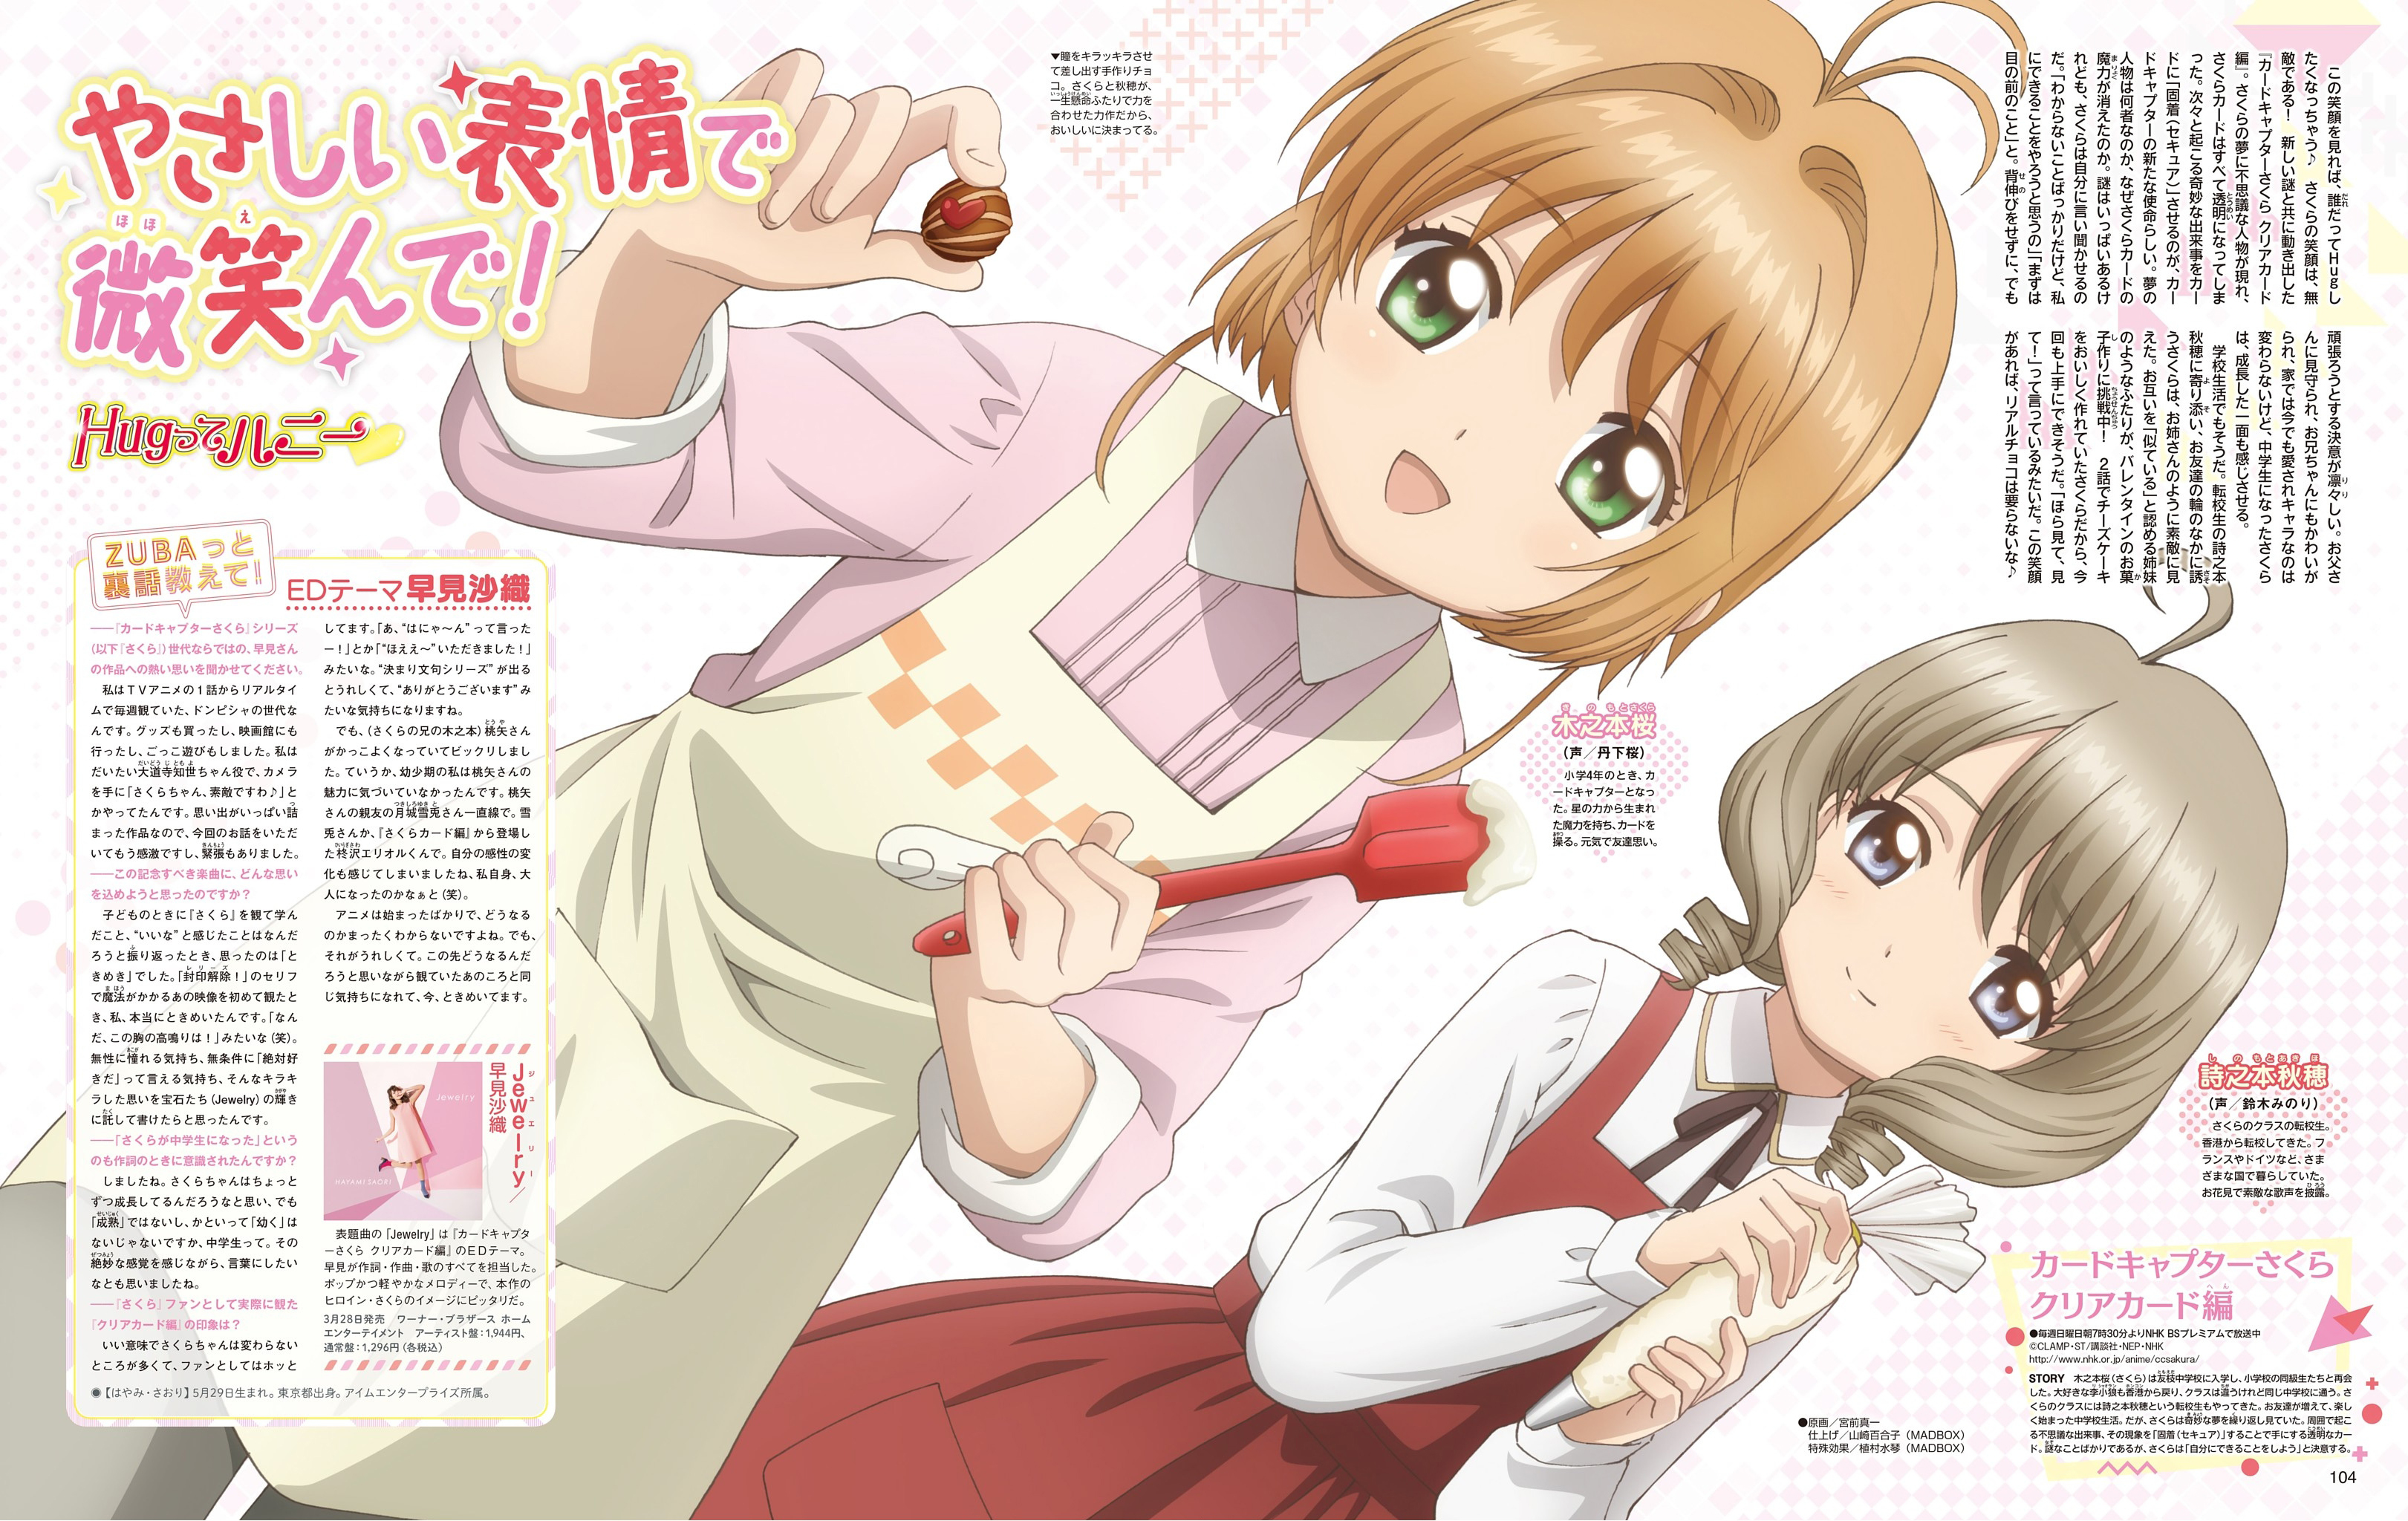 やさしい表情で
微笑んで!
Hugってハニー
▼瞳をキラッキラさせ
て差し出す手作りチョ
コ。さくらと秋穂が、
一生懸命ふたりで力を
合わせた力作だから、
おいしいに決まってる。
この笑顔を見れば、誰だってHugし
たくなっちゃう♪ さくらの笑顔は、無
敵である! 新しい謎と共に動き出した
『カードキャプターさくら クリアカード
編』。さくらの夢に不思議な人物が現れ、
さくらカードはすべて透明になってしま
った。次々と起こる奇妙な出来事をカー
ドに「固着(セキュア)」させるのが、カー
ドキャプターの新たな使命らしい。夢の
人物は何者なのか、なぜさくらカードの
魔力が消えたのか。謎はいっぱいあるけ
れども、さくらは自分に言い聞かせるの
だ。「わからないことばっかりだけど、私
にできることをやろうと思うの」「まずは
目の前のこと」と。背伸びをせずに、でも
頑張ろうとする決意が凛々しい。お父さ
んに見守られ、お兄ちゃんにもかわいが
られ、家では今でも愛されキャラなのは
変わらないけど、中学生になったさくら
は、成長した一面も感じさせる。
学校生活でもそうだ。転校生の詩之本
秋穂に寄り添い、お友達の輪のなかに誘
うさくらは、お姉さんのように素敵に見
えた。お互いを「似ている」と認める姉妹
のようなふたりが、バレンタインのお菓
子作りに挑戦中! 2話でチーズケーキ
をおいしく作れていたさくらだから、今
回も上手にできそうだ。「ほら見て、見
て!」って言っているみたいだ。この笑顔
があれば、リアルチョコは要らないな♪
ZUBAっと
裏話教えて!
EDテーマ 早見沙織
──『カードキャプターさくら』シリーズ
(以下『さくら』)世代ならではの、早見さん
の作品への熱い思いを聞かせてください。
私はTVアニメの1話からリアルタイ
ムで毎週観ていた、ドンピシャの世代な
んです。グッズも買ったし、映画館にも
行ったし、ごっこ遊びもしました。私は
だいたい大道寺知世ちゃん役で、カメラ
を手に「さくらちゃん、素敵ですわ♪」と
かやってたんです。思い出がいっぱい詰
まった作品なので、今回のお話をいただ
いてもう感激ですし、緊張もありました。
──この記念すべき楽曲に、どんな思い
を込めようと思ったのですか?
子どものときに『さくら』を観て学ん
だこと、“いいな”と感じたことはなんだ
ろうと振り返ったとき、思ったのは「と
きめき」でした。「封印解除!」のセリフ
で魔法がかかるあの映像を初めて観たと
き、私、本当にときめいたんです。「なん
だ、この胸の高鳴りは!」みたいな(笑)。
無性に憧れる気持ち、無条件に「絶対好
きだ」って言える気持ち、そんなキラキ
ラした思いを宝石たち(Jewelry)の輝き
に託して書けたらと思ったんです。
──「さくらが中学生になった」という
のも作詞のときに意識されたんですか?
しましたね。さくらちゃんはちょっと
ずつ成長してるんだろうなと思い、でも
「成熟」ではないし、かといって「幼く」は
ないじゃないですか、中学生って。その
絶妙な感覚を感じながら、言葉にしたい
なとも思いましたね。
──『さくら』ファンとして実際に観た
『クリアカード編』の印象は?
いい意味でさくらちゃんは変わらない
ところが多くて、ファンとしてはホッと
してます。「あ、“はにゃ〜ん”って言った
ー!」とか「“ほええ〜”いただきました!」
みたいな。“決まり文句シリーズ”が出る
とうれしくて、“ありがとうございます”み
たいな気持ちになりますね。
でも、(さくらの兄の木之本)桃矢さん
がかっこよくなっていてビックリしまし
た。ていうか、幼少期の私は桃矢さんの
魅力に気づいていなかったんです。桃矢
さんの親友の月城雪兎さん一直線で。雪
兎さんか、『さくらカード編』から登場し
た柊沢エリオルくんで。自分の感性の変
化も感じてしまいましたね、私自身、大
人になったのかなぁと(笑)。
アニメは始まったばかりで、どうなる
のかまったくわからないですよね。でも、
それがうれしくて。この先どうなるんだ
ろうと思いながら観ていたあのころと同
じ気持ちになれて、今、ときめいてます。
Jewelry
HAYAMI SAORI
Jewelry/
ジュエリー
早見沙織
表題曲の「Jewelry」は『カードキャプタ
ーさくら クリアカード編』のEDテーマ。
早見が作詞・作曲・歌のすべてを担当した。
ポップかつ軽やかなメロディーで、本作の
ヒロイン・さくらのイメージにピッタリだ。
3月28日発売/ワーナー・ブラザース ホーム
エンターテイメント アーティスト盤:1,944円、
通常盤:1,296円(各税込)
◉【はやみ・さおり】5月29日生まれ。東京都出身。アイムエンタープライズ所属。
木之本桜
(声/丹下桜)
小学4年のとき、カ
ードキャプターとなっ
た。星の力から生まれ
た魔力を持ち、カードを
操る。元気で友達思い。
詩之本秋穂
(声/鈴木みのり)
さくらのクラスの転校生。
香港から転校してきた。フ
ランスやドイツなど、さま
ざまな国で暮らしていた。
お花見で素敵な歌声を披露。
カードキャプターさくら
クリアカード編
●毎週日曜日朝7時30分よりNHK BSプレミアムで放送中
©CLAMP・ST/講談社・NEP・NHK
http://www.nhk.or.jp/anime/ccsakura/
STORY 木之本桜(さくら)は友枝中学校に入学し、小学校の同級生たちと再会
した。大好きな李小狼も香港から戻り、クラスは違うけれど同じ中学校に通う。さ
くらのクラスには詩之本秋穂という転校生もやってきた。お友達が増えて、楽し
く始まった中学校生活。だが、さくらは奇妙な夢を繰り返し見ていた。周囲で起こ
る不思議な出来事、その現象を「固着(セキュア)」することで手にする透明なカー
ド。謎なことばかりであるが、さくらは「自分にできることをしよう」と決意する。
●原画/宮前真一
仕上げ/山崎百合子(MADBOX)
特殊効果/植村水琴(MADBOX)
104